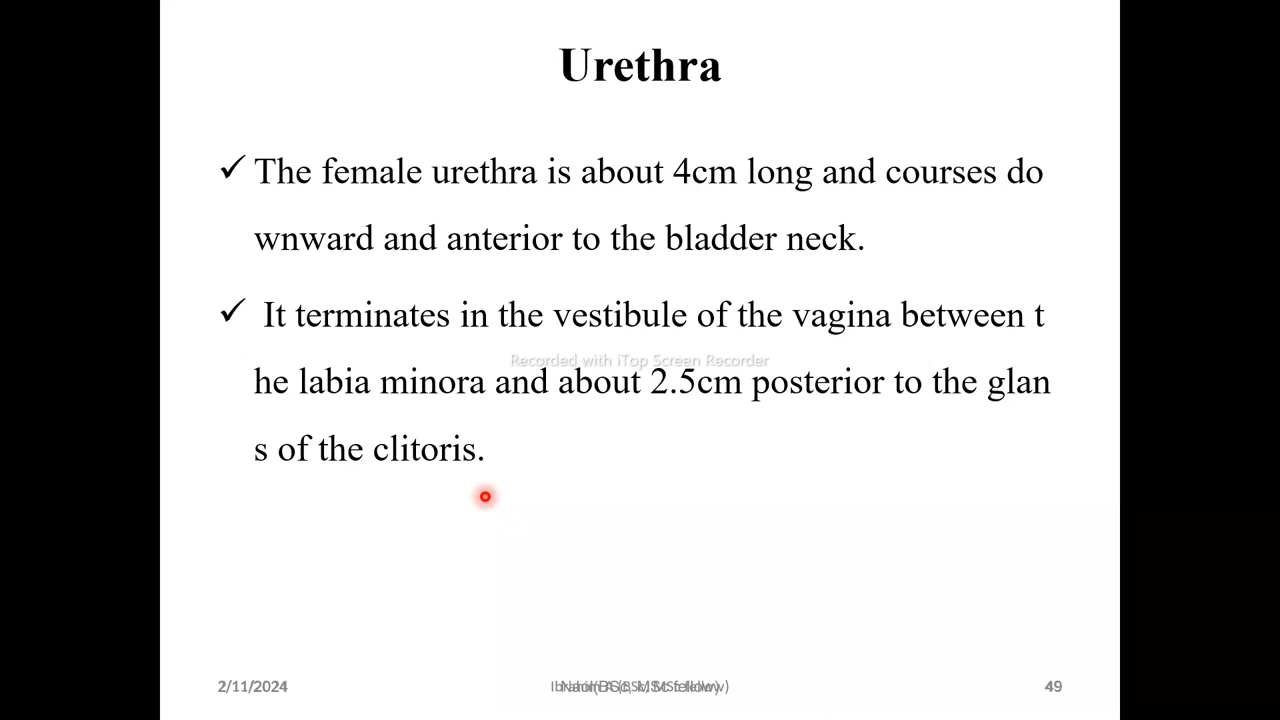 Urethra
✓ The female urethra is about 4cm long and courses do
wnward and anterior to the bladder neck.
✓ It terminates in the vestibule of the vagina between t
he labia minora and about 2.5cm posterior to the glan
s of the clitoris.
Recorded with iTop Screen Recorder
2/11/2024
49